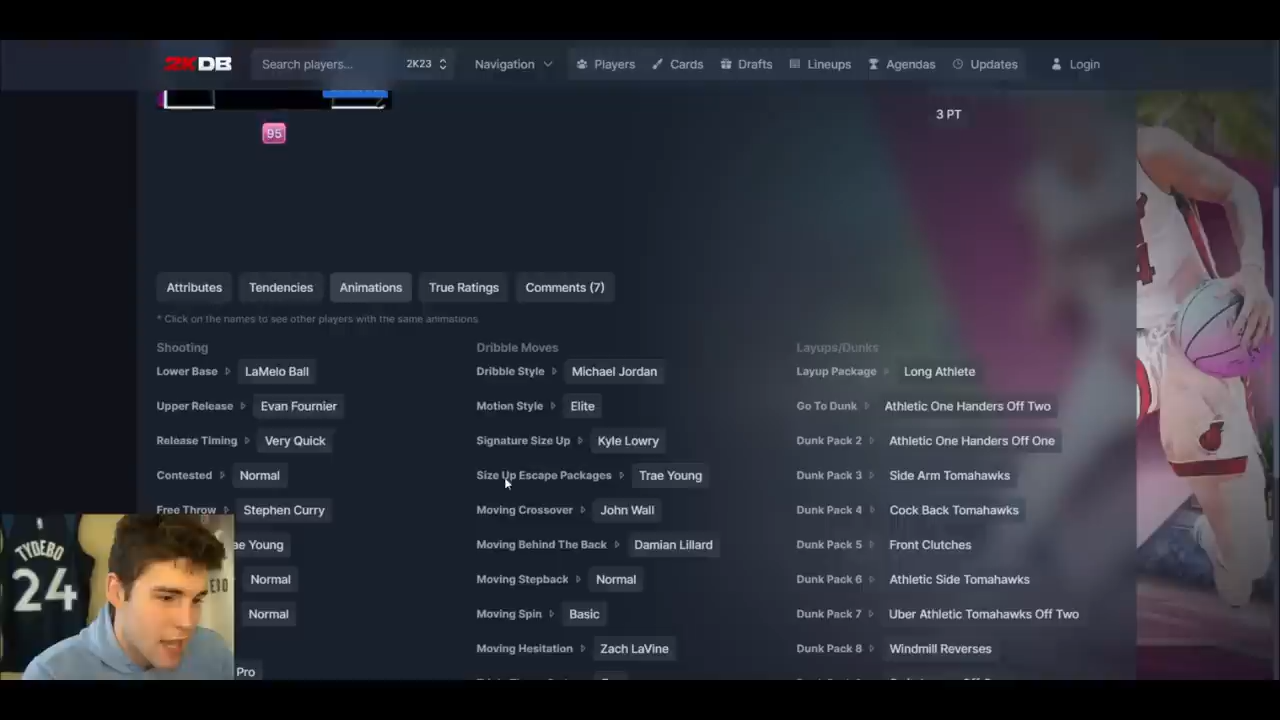 2KDB
Search players...
2K23
Navigation
Players
Cards
Drafts
Lineups
Agendas
Updates
Login
95
3 PT
Attributes
Tendencies
Animations
True Ratings
Comments (7)
* Click on the names to see other players with the same animations
Shooting
Lower Base LaMelo Ball
Upper Release Evan Fournier
Release Timing Very Quick
Contested Normal
Free Throw Stephen Curry
ae Young
Normal
Normal
Pro
Dribble Moves
Dribble Style Michael Jordan
Motion Style Elite
Signature Size Up Kyle Lowry
Size Up Escape Packages Trae Young
Moving Crossover John Wall
Moving Behind The Back Damian Lillard
Moving Stepback Normal
Moving Spin Basic
Moving Hesitation Zach LaVine
Layups/Dunks
Layup Package Long Athlete
Go To Dunk Athletic One Handers Off Two
Dunk Pack 2 Athletic One Handers Off One
Dunk Pack 3 Side Arm Tomahawks
Dunk Pack 4 Cock Back Tomahawks
Dunk Pack 5 Front Clutches
Dunk Pack 6 Athletic Side Tomahawks
Dunk Pack 7 Uber Athletic Tomahawks Off Two
Dunk Pack 8 Windmill Reverses
TYDEBO
24